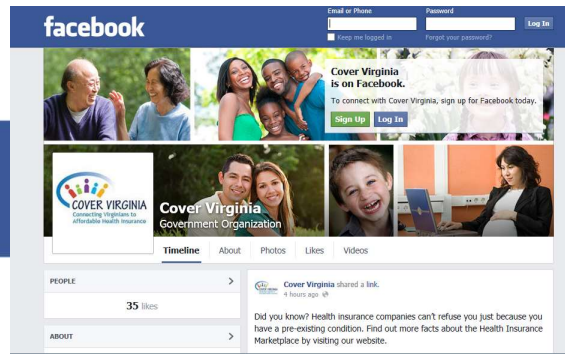 facebook
Email or Phone
Password
Log In
Keep me logged in
Forgot your password?
Cover Virginia
is on Facebook.
To connect with Cover Virginia, sign up for Facebook today.
Sign Up
Log In
COVER VIRGINIA
Connecting Virginians to
Affordable Health Insurance
Cover Virginia
Government Organization
Timeline
About
Photos
Likes
Videos
PEOPLE
35 likes
ABOUT
Cover Virginia shared a link.
4 hours ago
Did you know? Health insurance companies can't refuse you just because you
have a pre-existing condition. Find out more facts about the Health Insurance
Marketplace by visiting our website.